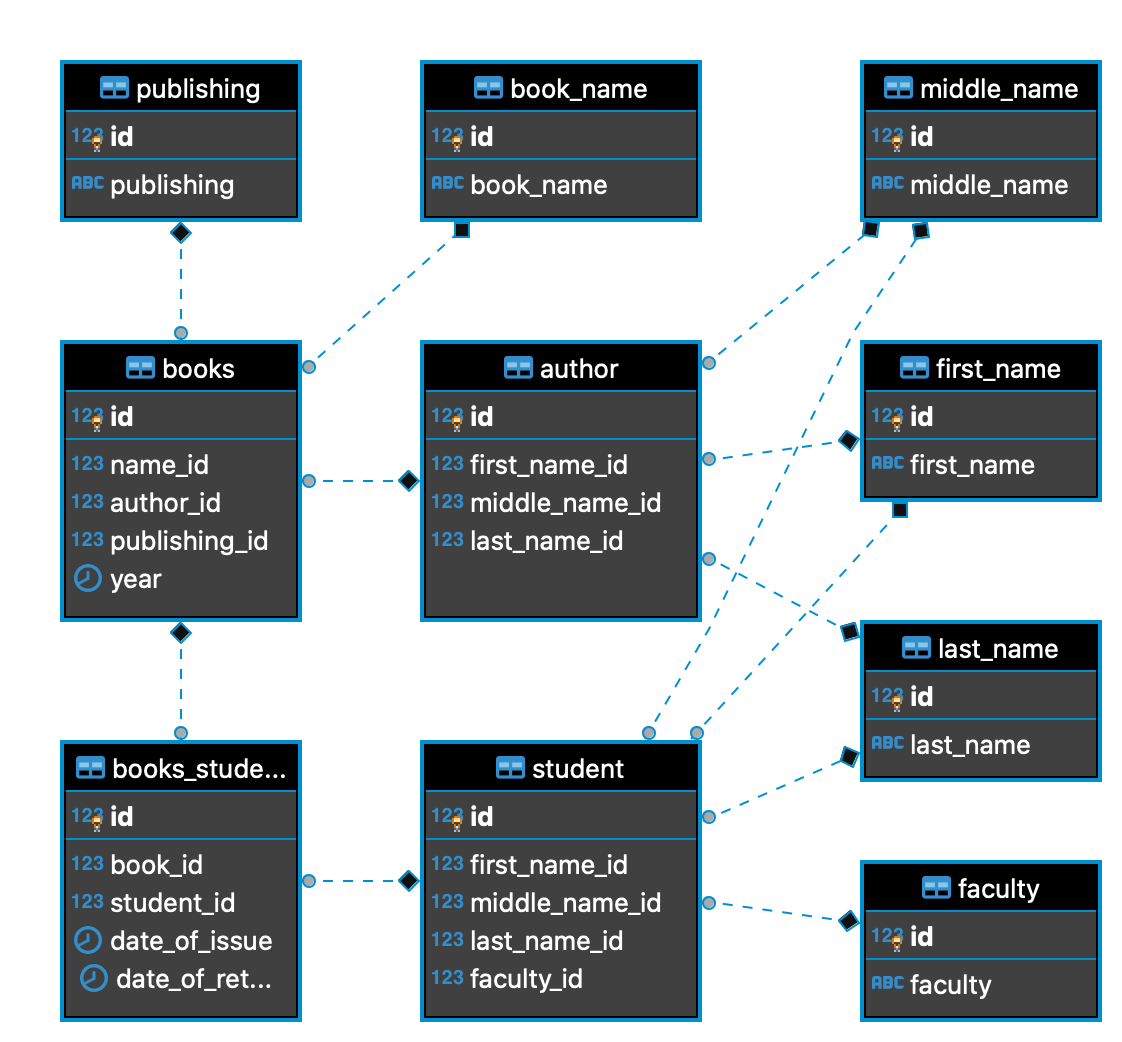 publishing
123 id
ABC publishing
book_name
123 id
ABC book_name
middle_name
123 id
ABC middle_name
books
123 id
123 name_id
123 author_id
123 publishing_id
year
author
123 id
123 first_name_id
123 middle_name_id
123 last_name_id
first_name
123 id
ABC first_name
last_name
123 id
ABC last_name
books_stude...
123 id
123 book_id
123 student_id
date_of_issue
date_of_ret...
student
123 id
123 first_name_id
123 middle_name_id
123 last_name_id
123 faculty_id
faculty
123 id
ABC faculty